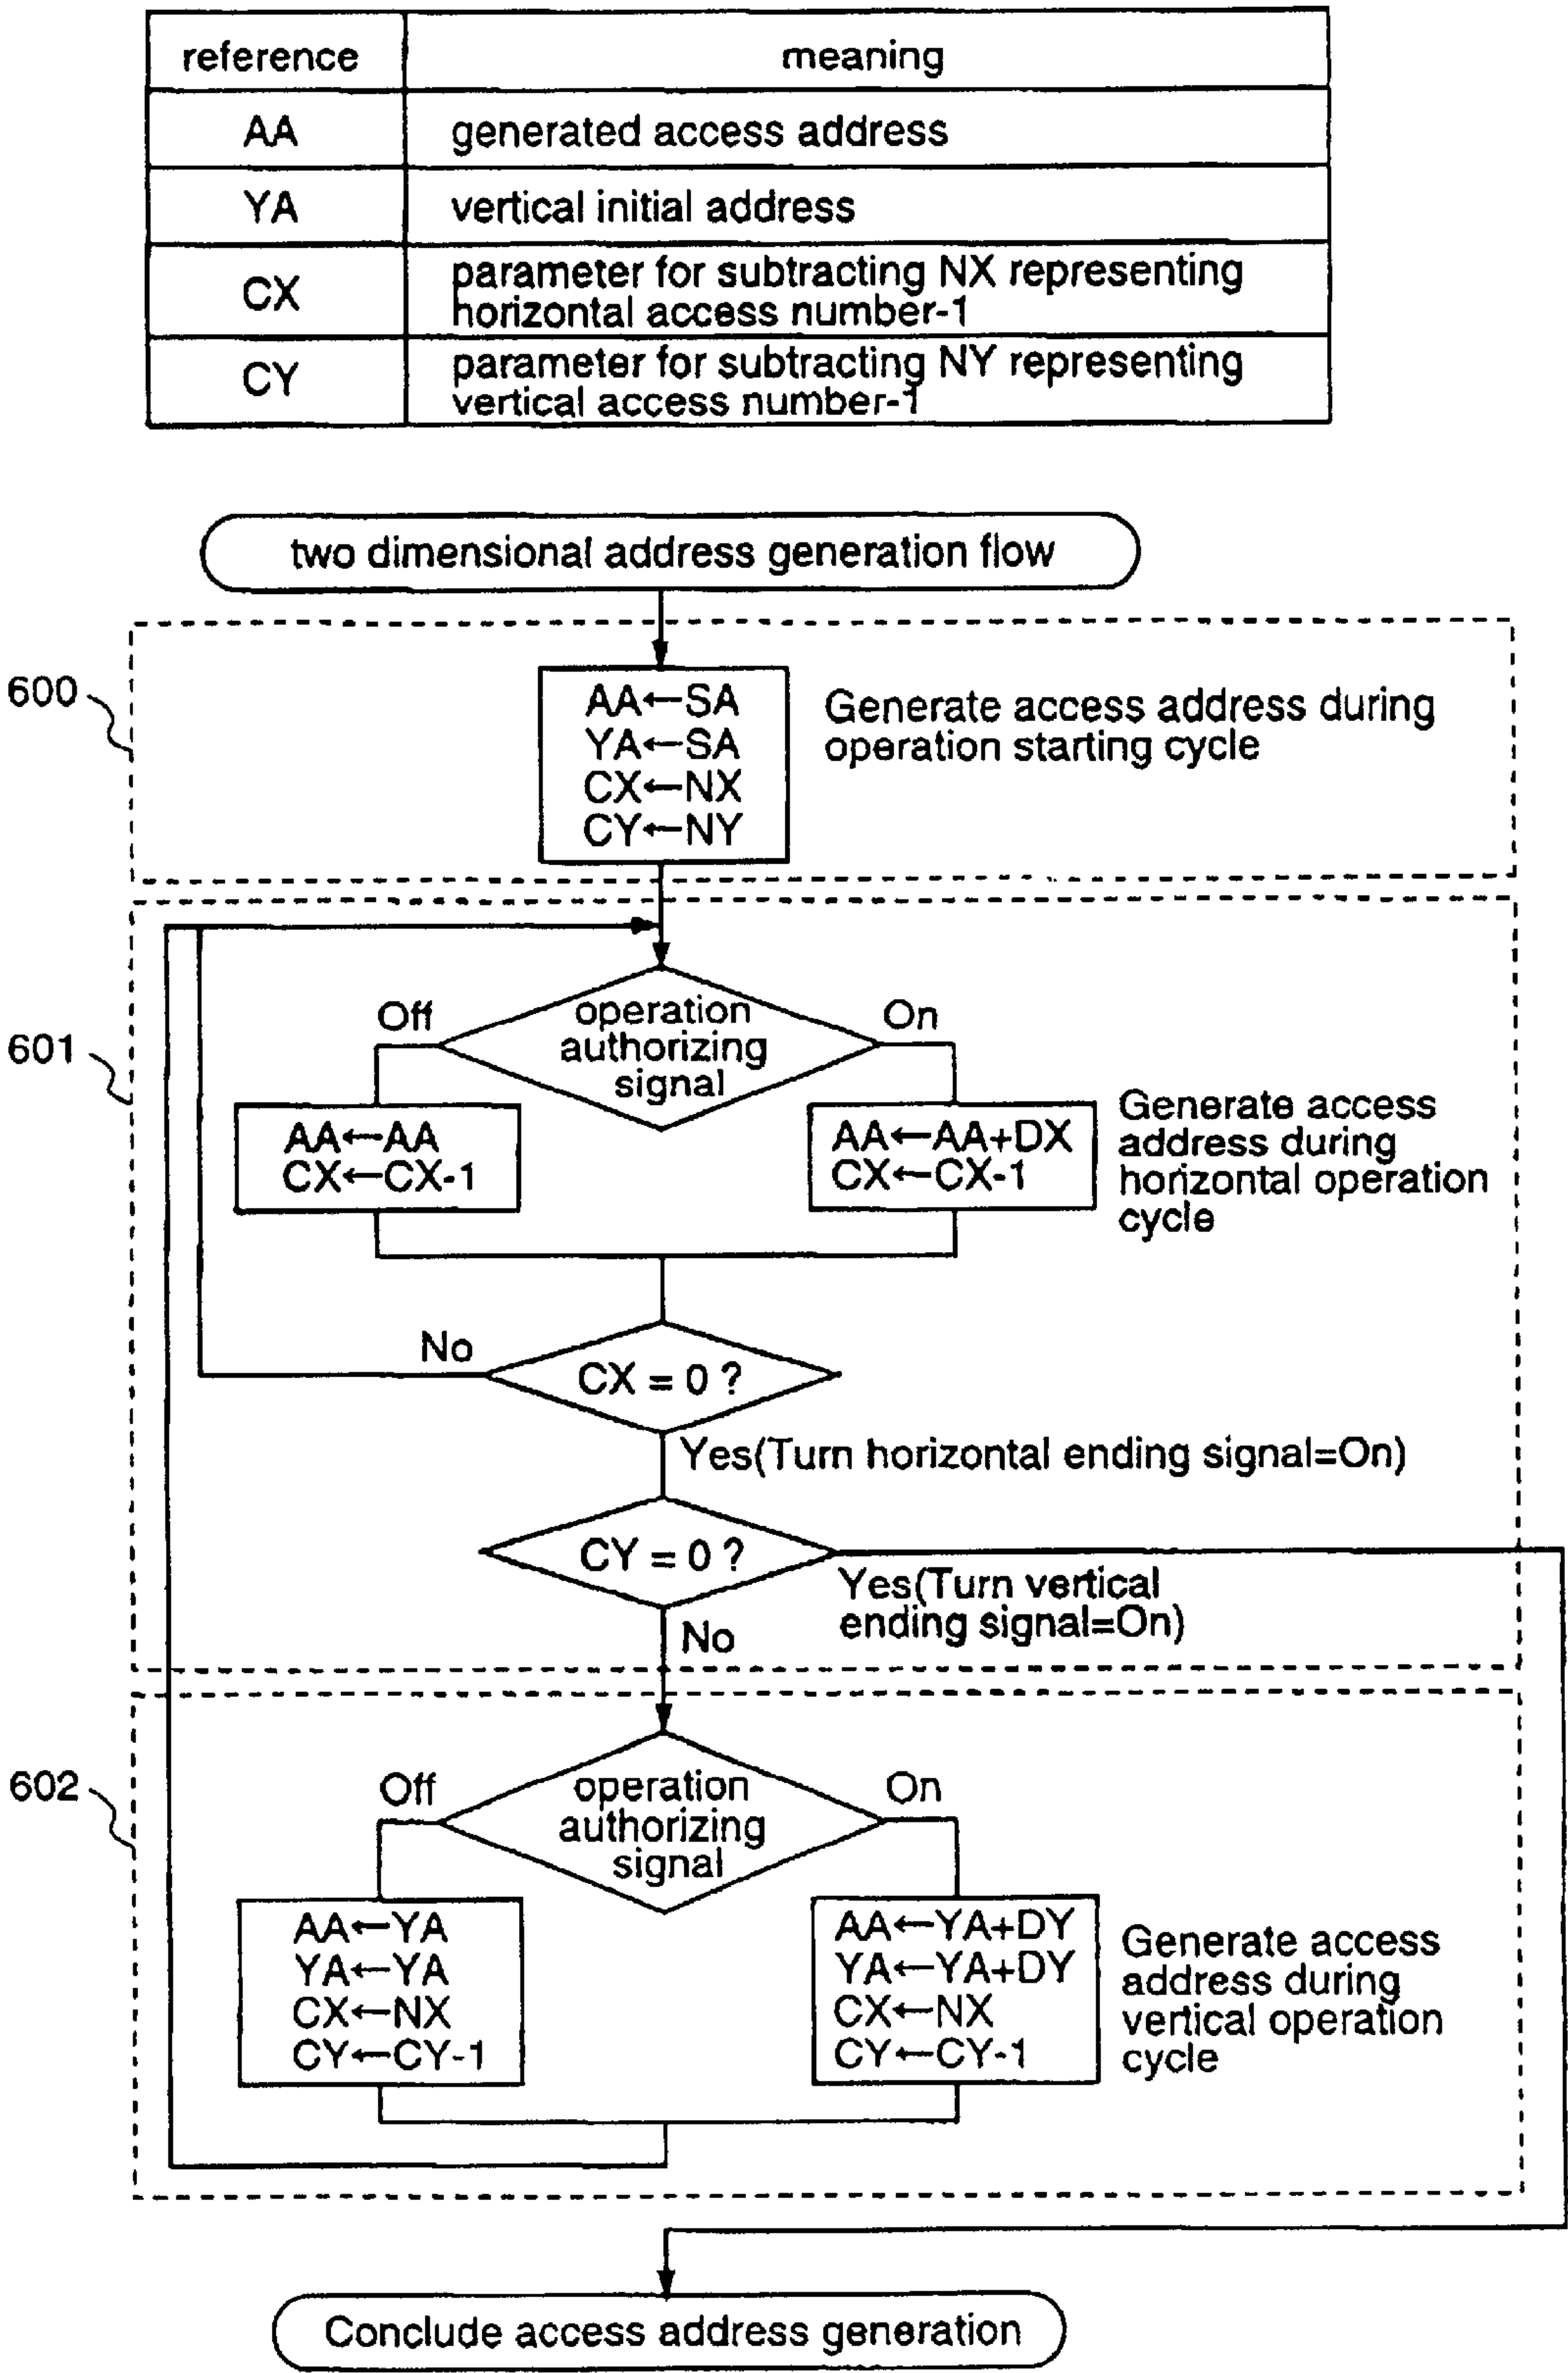 reference meaning
AA generated access address
YA vertical initial address
CX parameter for subtracting NX representing
horizontal access number-1
CY parameter for subtracting NY representing
vertical access number-1
two dimensional address generation flow
600
AA←SA
YA←SA
CX←NX
CY←NY
Generate access address during
operation starting cycle
601
Off
operation
authorizing
signal
On
AA←AA
CX←CX-1
AA←AA+DX
CX←CX-1
Generate access
address during
horizontal operation
cycle
No
CX = 0 ?
Yes(Turn horizontal ending signal=On)
CY = 0 ?
Yes(Turn vertical
ending signal=On)
No
602
Off
operation
authorizing
signal
On
AA←YA
YA←YA
CX←NX
CY←CY-1
AA←YA+DY
YA←YA+DY
CX←NX
CY←CY-1
Generate access
address during
vertical operation
cycle
Conclude access address generation